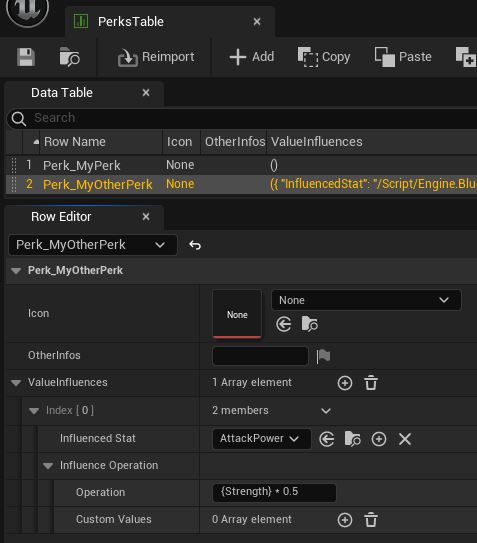 PerksTable ×
Reimport Add Copy Paste
Data Table ×
Search
Row Name Icon OtherInfos ValueInfluences
1 Perk_MyPerk None ()
2 Perk_MyOtherPerk None ({ "InfluencedStat": "/Script/Engine.Blu
Row Editor ×
Perk_MyOtherPerk
Perk_MyOtherPerk
Icon None None
OtherInfos
ValueInfluences 1 Array element
Index [ 0 ] 2 members
Influenced Stat AttackPower
Influence Operation
Operation {Strength} * 0.5
Custom Values 0 Array element